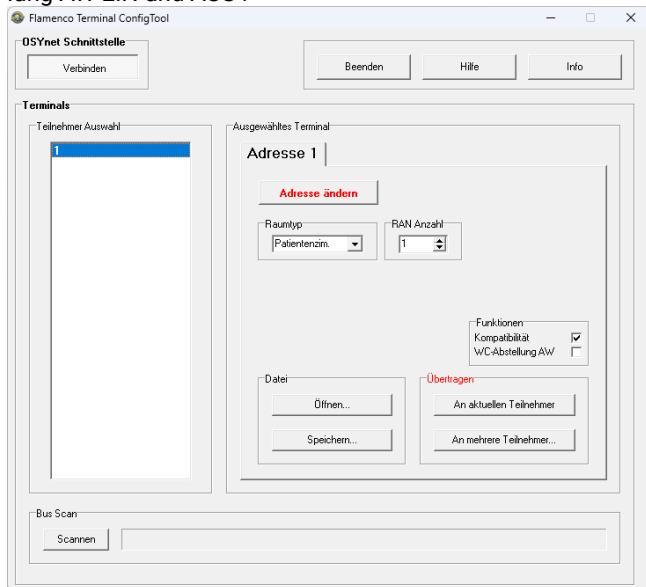 Flamenco Terminal ConfigTool
OSYnet Schnittstelle
Verbinden
Beenden
Hilfe
Info
Terminals
Teilnehmer Auswahl
1
Ausgewähltes Terminal
Adresse 1
Adresse ändern
Raumtyp
Patientenzim.
RAN Anzahl
1
Funktionen
Kompatibilität
WC-Abstellung AW
Datei
Öffnen...
Speichern...
Übertragen
An aktuellen Teilnehmer
An mehrere Teilnehmer...
Bus Scan
Scannen